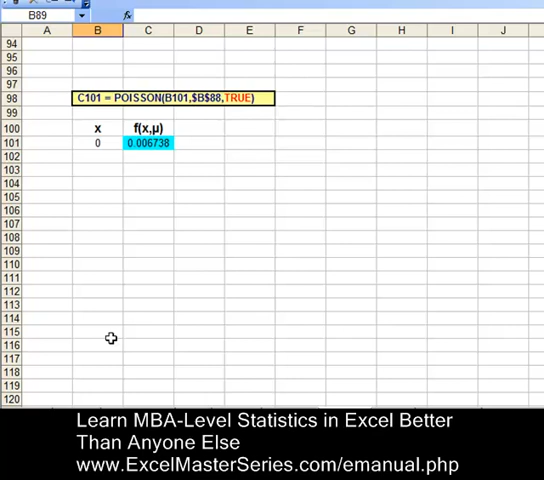 B89
fx
A B C D E F G H I J
94
95
96
97
98 C101 = POISSON(B101,$B$88,TRUE)
99
100 x f(x,μ)
101 0 0.006738
102
103
104
105
106
107
108
109
110
111
112
113
114
115
116
117
118
119
120
Learn MBA-Level Statistics in Excel Better
Than Anyone Else
www.ExcelMasterSeries.com/emanual.php